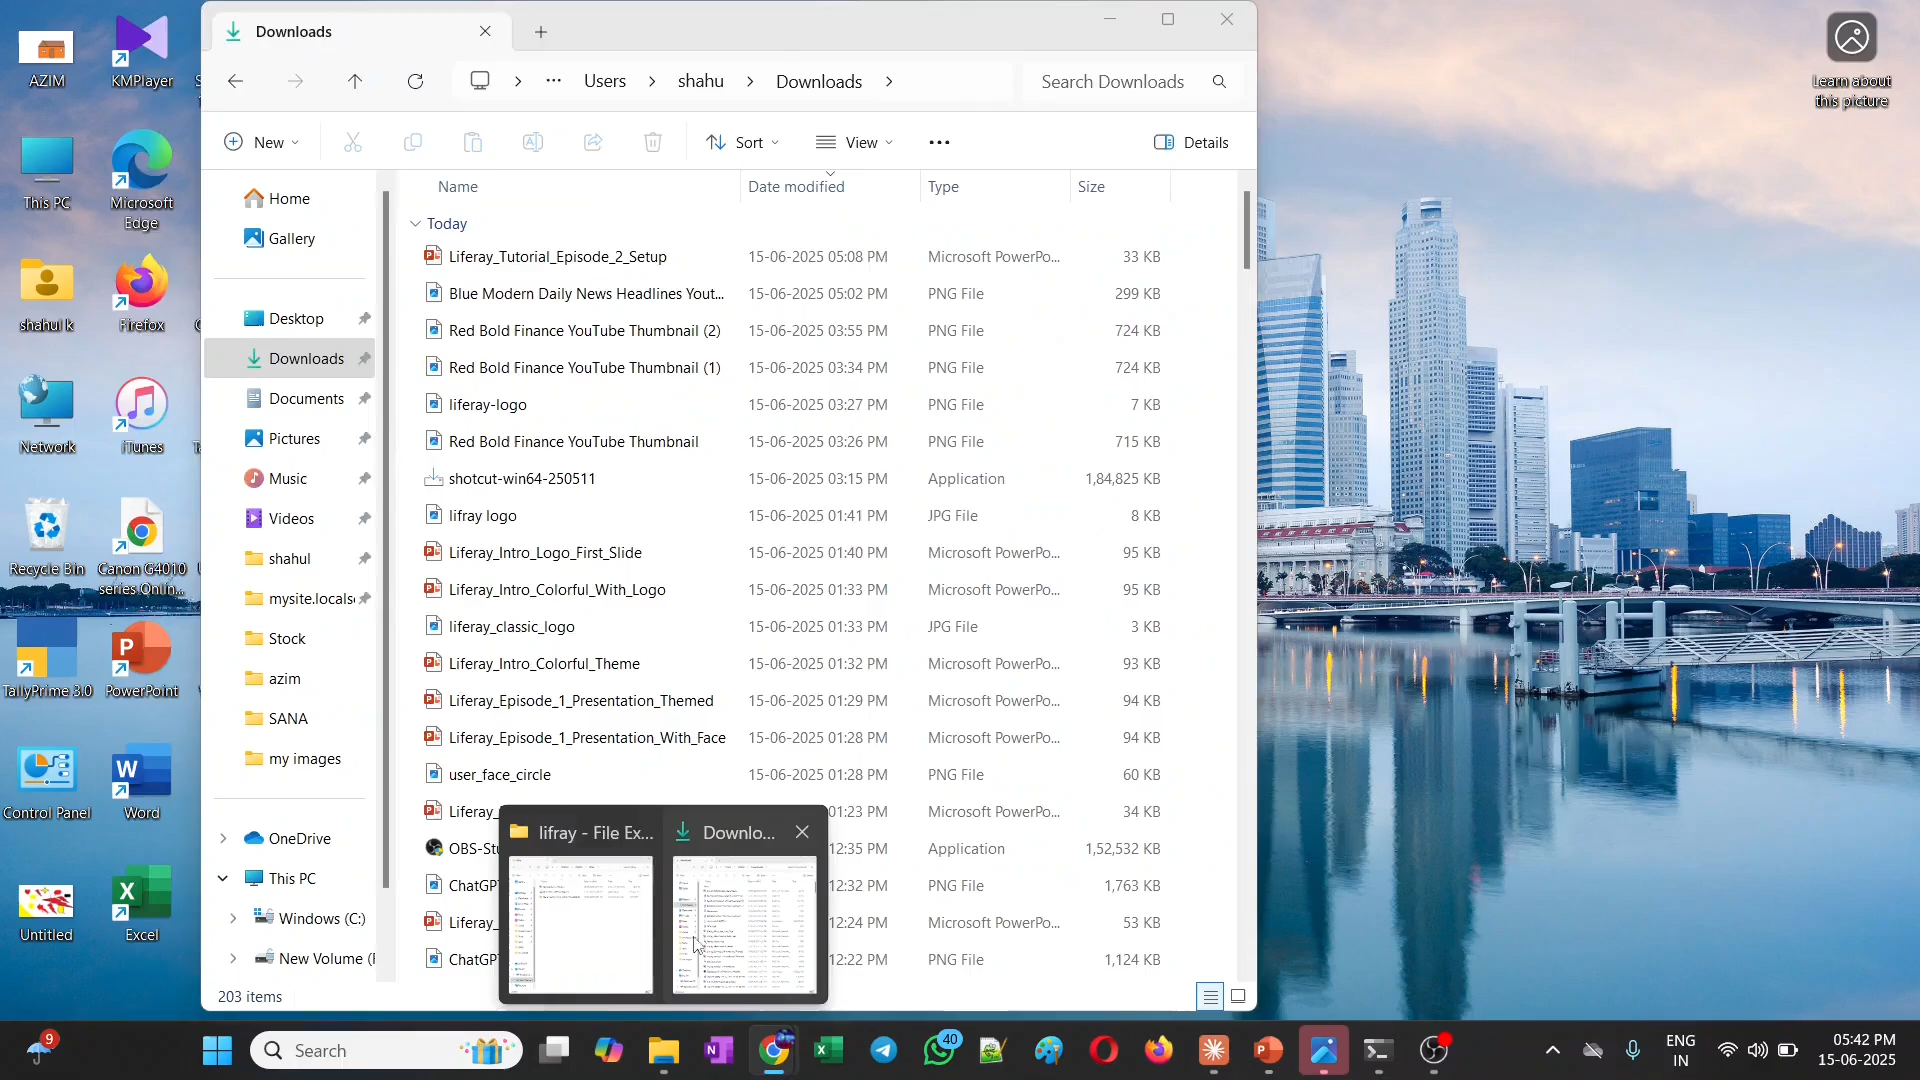 AZIM
KMPlayer
This PC
Microsoft
Edge
shahul k
Firefox
Network
iTunes
Recycle Bin
Canon G4010
series Onlin...
TallyPrime 3.0
PowerPoint
Control Panel
Word
Untitled
Excel
Learn about
this picture
Downloads
... Users shahu Downloads
Search Downloads
New
Sort
View
Details
Home
Gallery
Desktop
Downloads
Documents
Pictures
Music
Videos
shahul
mysite.locals
Stock
azim
SANA
my images
OneDrive
This PC
Windows (C:)
New Volume (
Name Date modified Type Size
Today
Liferay_Tutorial_Episode_2_Setup 15-06-2025 05:08 PM Microsoft PowerPo... 33 KB
Blue Modern Daily News Headlines Yout... 15-06-2025 05:02 PM PNG File 299 KB
Red Bold Finance YouTube Thumbnail (2) 15-06-2025 03:55 PM PNG File 724 KB
Red Bold Finance YouTube Thumbnail (1) 15-06-2025 03:34 PM PNG File 724 KB
liferay-logo 15-06-2025 03:27 PM PNG File 7 KB
Red Bold Finance YouTube Thumbnail 15-06-2025 03:26 PM PNG File 715 KB
shotcut-win64-250511 15-06-2025 03:15 PM Application 1,84,825 KB
lifray logo 15-06-2025 01:41 PM JPG File 8 KB
Liferay_Intro_Logo_First_Slide 15-06-2025 01:40 PM Microsoft PowerPo... 95 KB
Liferay_Intro_Colorful_With_Logo 15-06-2025 01:33 PM Microsoft PowerPo... 95 KB
liferay_classic_logo 15-06-2025 01:33 PM JPG File 3 KB
Liferay_Intro_Colorful_Theme 15-06-2025 01:32 PM Microsoft PowerPo... 93 KB
Liferay_Episode_1_Presentation_Themed 15-06-2025 01:29 PM Microsoft PowerPo... 94 KB
Liferay_Episode_1_Presentation_With_Face 15-06-2025 01:28 PM Microsoft PowerPo... 94 KB
user_face_circle 15-06-2025 01:28 PM PNG File 60 KB
Liferay_ 01:23 PM Microsoft PowerPo... 34 KB
OBS-Stu 12:35 PM Application 1,52,532 KB
ChatGP 12:32 PM PNG File 1,763 KB
Liferay_ 12:24 PM Microsoft PowerPo... 53 KB
ChatGP 12:22 PM PNG File 1,124 KB
lifray - File Ex...
Downlo...
203 items
9
Search
40
ENG
IN
05:42 PM
15-06-2025